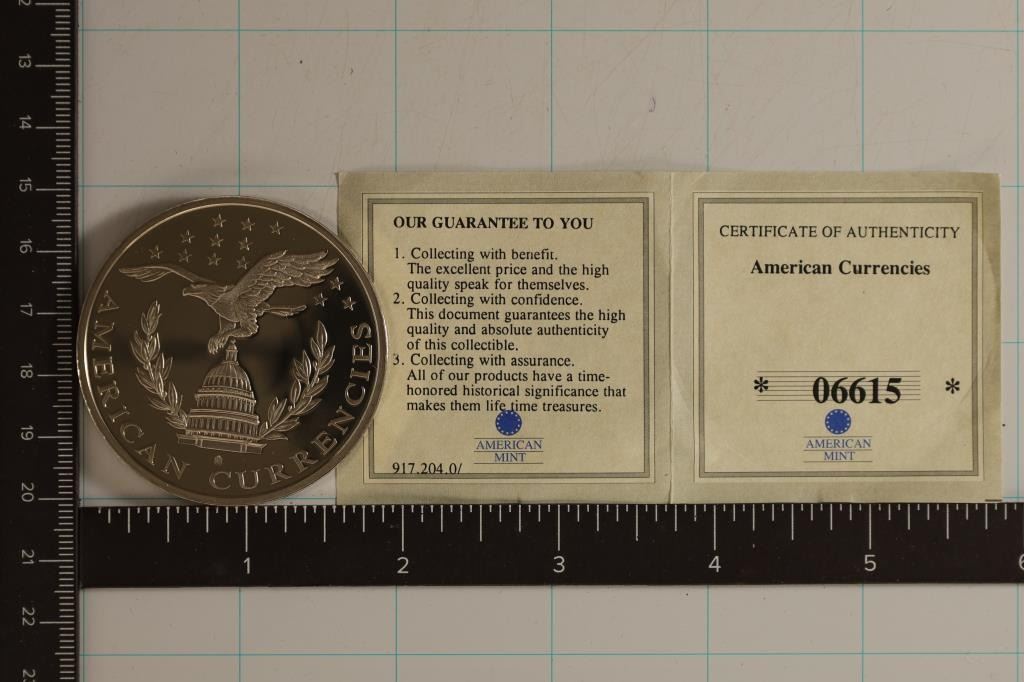 12
13
14
15
16
17
18
19
20
21
22
23
AMERICAN CURRENCIES
OUR GUARANTEE TO YOU
1. Collecting with benefit.
The excellent price and the high
quality speak for themselves.
2. Collecting with confidence.
This document guarantees the high
quality and absolute authenticity
of this collectible.
3. Collecting with assurance.
All of our products have a time-
honored historical significance that
makes them life time treasures.
AMERICAN
MINT
917.204.0/
CERTIFICATE OF AUTHENTICITY
American Currencies
* 06615 *
AMERICAN
MINT
1 2 3 4 5 6